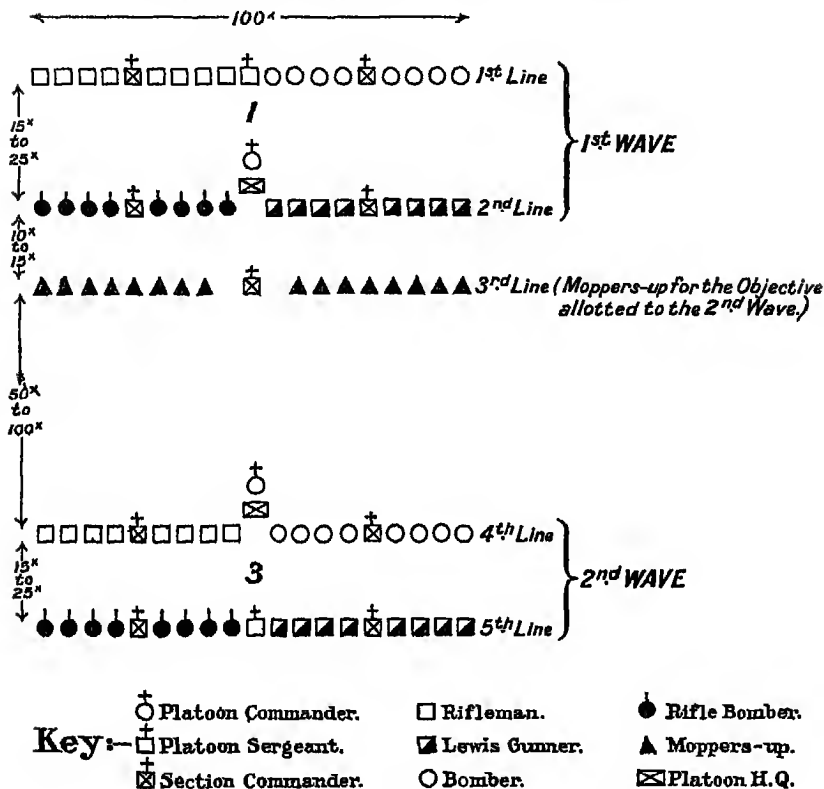 100ˣ
1ˢᵗ Line
15ˣ
to
25ˣ
1
1ˢᵗ WAVE
2ⁿᵈ Line
10ˣ
to
15ˣ
3ʳᵈ Line (Moppers-up for the Objective
allotted to the 2ⁿᵈ Wave.)
50ˣ
to
100ˣ
4ᵗʰ Line
15ˣ
to
25ˣ
3
2ⁿᵈ WAVE
5ᵗʰ Line
Key:—
Platoon Commander. Rifleman. Rifle Bomber.
Platoon Sergeant. Lewis Gunner. Moppers-up.
Section Commander. Bomber. Platoon H.Q.